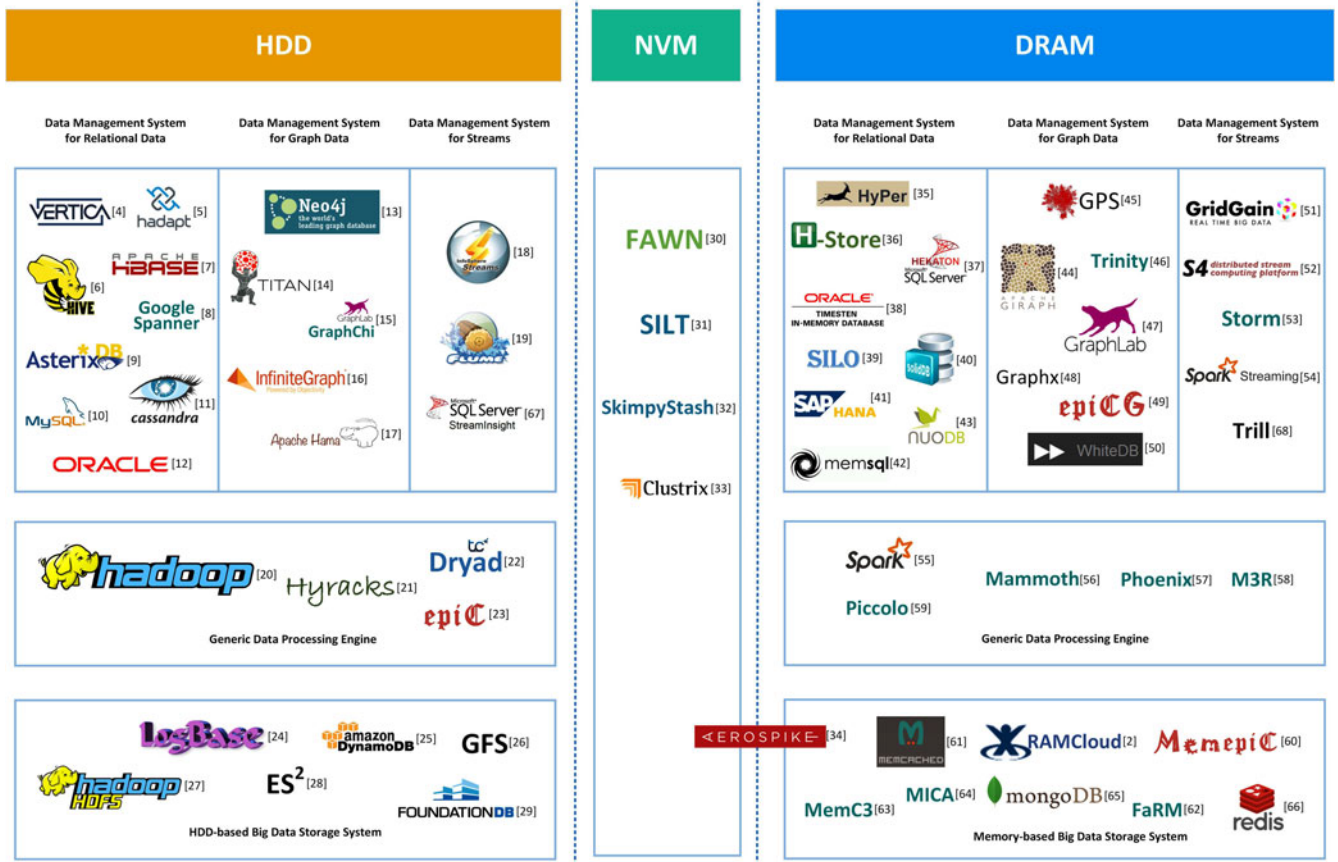 HDD
NVM
DRAM
Data Management System
for Relational Data
Data Management System
for Graph Data
Data Management System
for Streams
Data Management System
for Relational Data
Data Management System
for Graph Data
Data Management System
for Streams
VERTICA [4]
hadapt [5]
HIVE [6]
APACHE
HBASE [7]
Google
Spanner [8]
Asterix*DB [9]
MySQL [10]
cassandra [11]
ORACLE [12]
Neo4j
the world's
leading graph database
[13]
TITAN [14]
GraphLab
GraphChi [15]
InfiniteGraph [16]
Powered by Objectivity
Apache Hama [17]
InfoSphere
Streams
[18]
FLUME [19]
Microsoft
SQL Server [67]
StreamInsight
FAWN [30]
SILT [31]
SkimpyStash [32]
Clustrix [33]
HyPer [35]
H-Store [36]
HEKATON
Microsoft
SQL Server [37]
ORACLE
TIMESTEN
IN-MEMORY DATABASE
[38]
SILO [39]
solidDB [40]
SAP HANA [41]
NUODB [43]
memsql [42]
GPS [45]
APACHE
GIRAPH
[44]
Trinity [46]
GraphLab [47]
Graphx [48]
epiCG [49]
WhiteDB [50]
GridGain [51]
REAL TIME BIG DATA
S4 distributed stream
computing platform [52]
Storm [53]
Spark Streaming [54]
Trill [68]
hadoop [20]
Hyracks [21]
Dryad [22]
epiC [23]
Generic Data Processing Engine
Spark [55]
Mammoth [56]
Phoenix [57]
M3R [58]
Piccolo [59]
Generic Data Processing Engine
LogBase [24]
amazon
DynamoDB [25]
GFS [26]
hadoop
HDFS
[27]
ES2 [28]
FOUNDATIONDB [29]
HDD-based Big Data Storage System
AEROSPIKE [34]
M
MEMCACHED
[61]
RAMCloud [2]
MemepiC [60]
MemC3 [63]
MICA [64]
mongoDB [65]
FaRM [62]
redis [66]
Memory-based Big Data Storage System